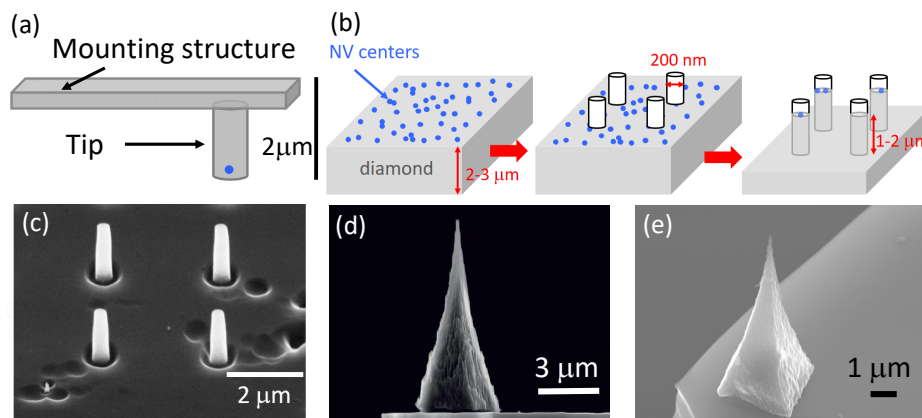 (a)
Mounting structure
Tip
2μm
(b)
NV centers
200 nm
diamond
2-3 μm
1-2 μm
(c)
2 μm
(d)
3 μm
(e)
1 μm